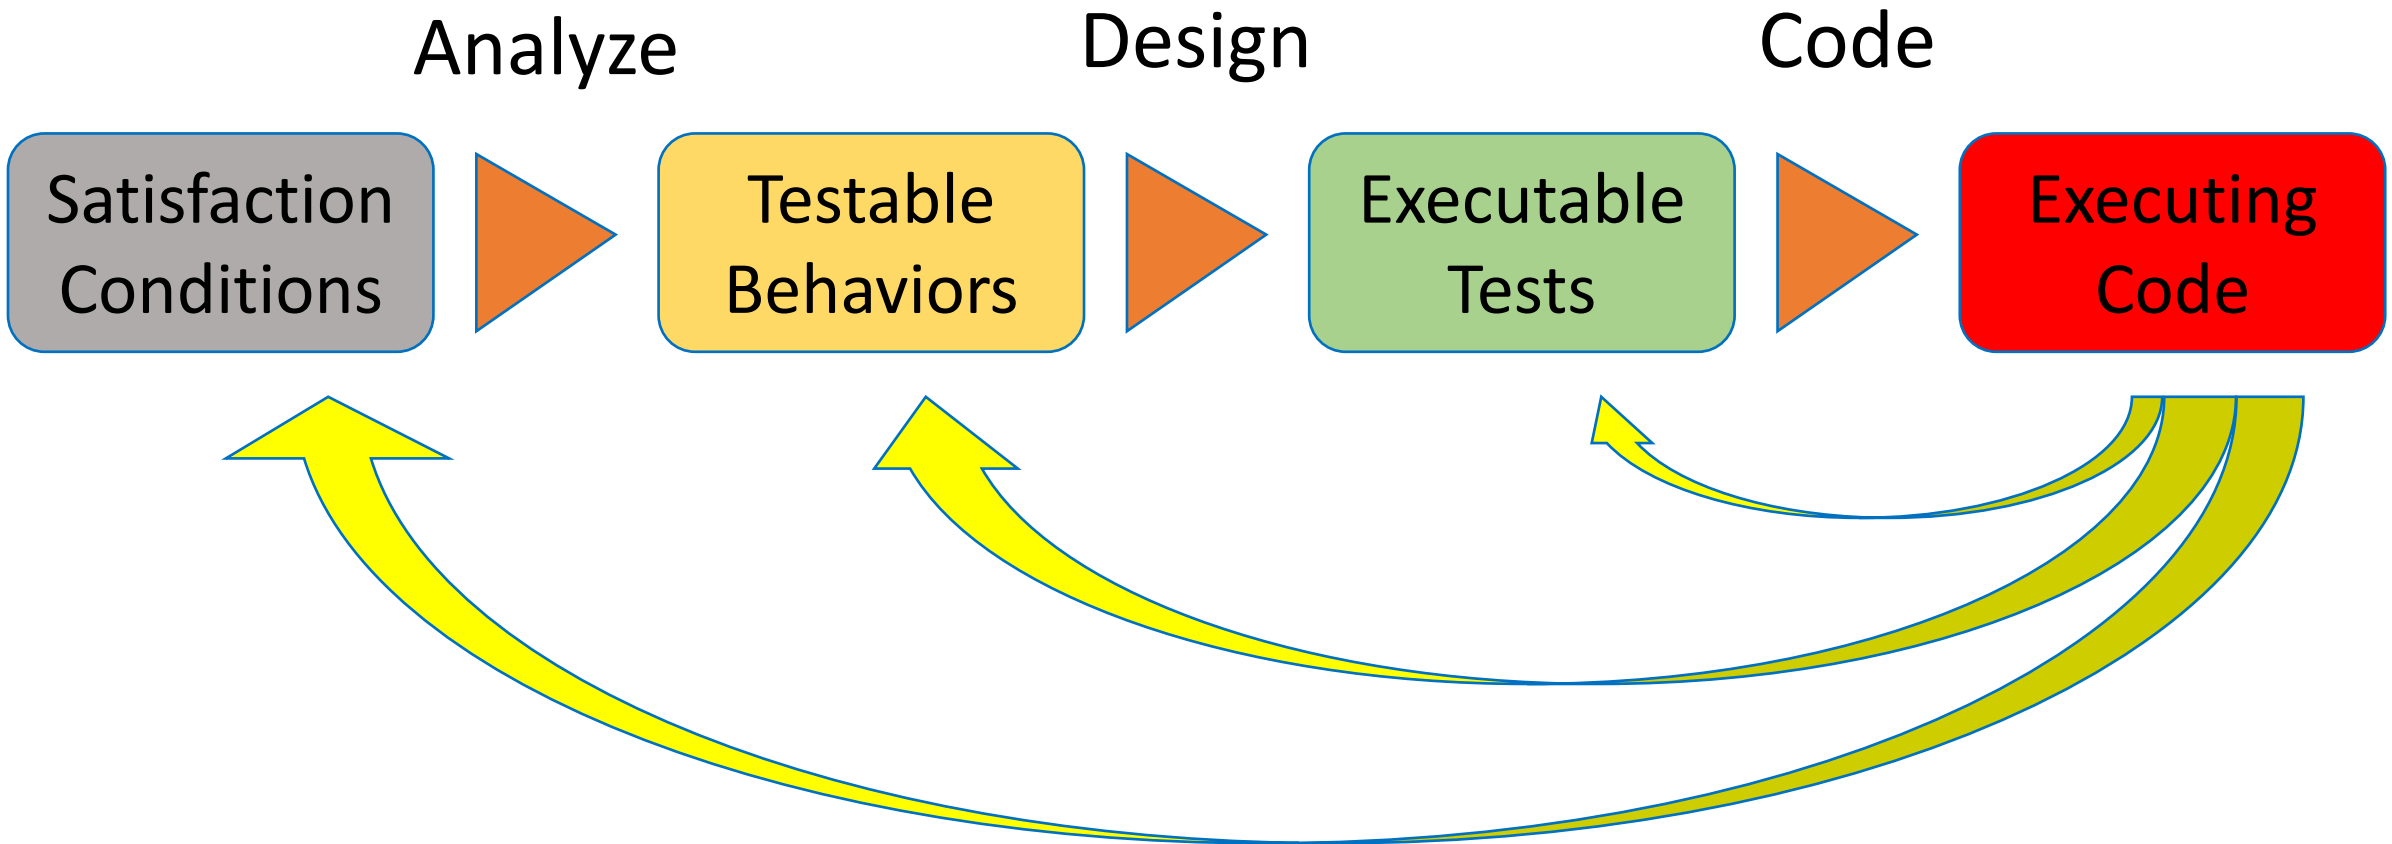 Analyze
Design
Code
Satisfaction
Conditions
Testable
Behaviors
Executable
Tests
Executing
Code